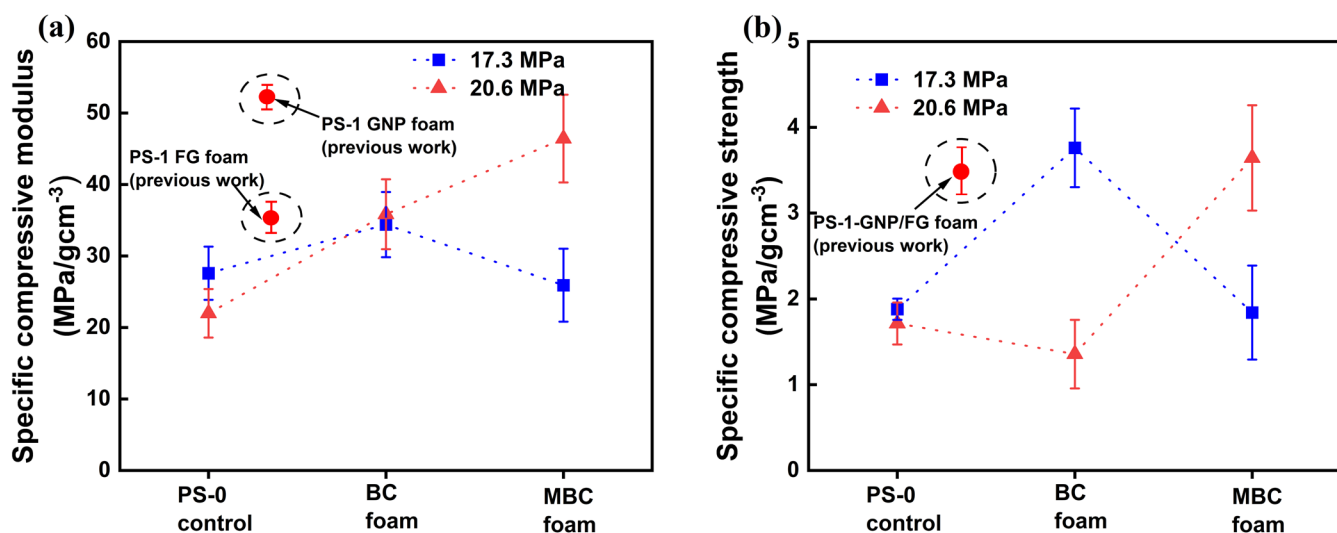 (a)
Specific compressive modulus
(MPa/gcm-3)
60
50
40
30
20
10
0
17.3 MPa
20.6 MPa
PS-1 GNP foam
(previous work)
PS-1 FG foam
(previous work)
PS-0
control
BC
foam
MBC
foam
(b)
Specific compressive strength
(MPa/gcm-3)
5
4
3
2
1
0
17.3 MPa
20.6 MPa
PS-1-GNP/FG foam
(previous work)
PS-0
control
BC
foam
MBC
foam